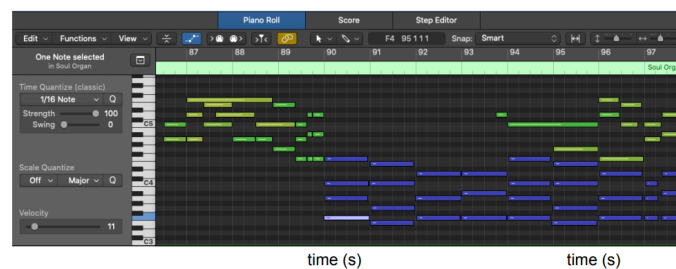 Piano Roll Score Step Editor
Edit Functions View F4 95 1 1 1 Snap: Smart
One Note selected
in Soul Organ
87 88 89 90 91 92 93 94 95 96 97
Soul Org
Time Quantize (classic)
1/16 Note Q
Strength 100
Swing 0
C5
Scale Quantize
Off Major Q
C4
Velocity
11
C3
time (s) time (s)